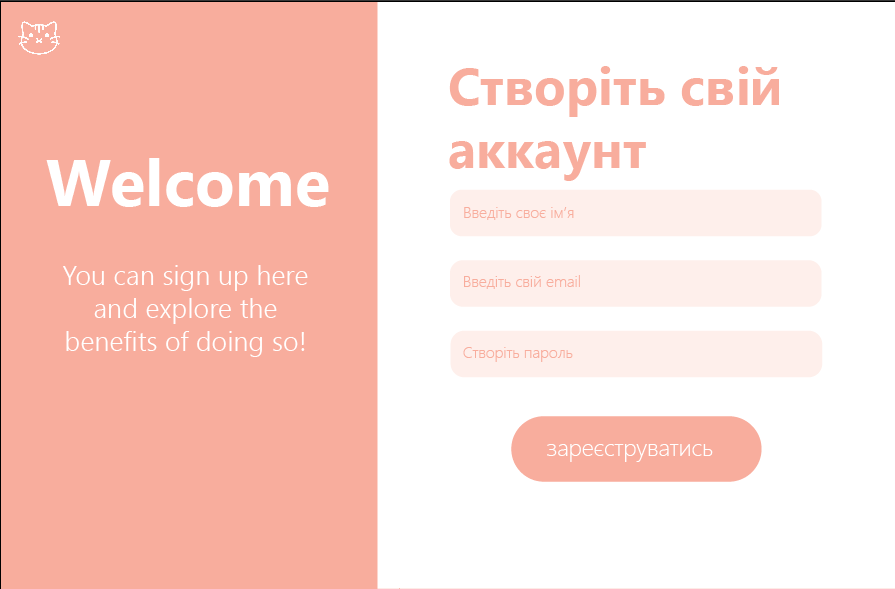 Welcome
You can sign up here
and explore the
benefits of doing so!
Створіть свій
аккаунт
Введіть своє ім'я
Введіть свій email
Створіть пароль
зареєструватись